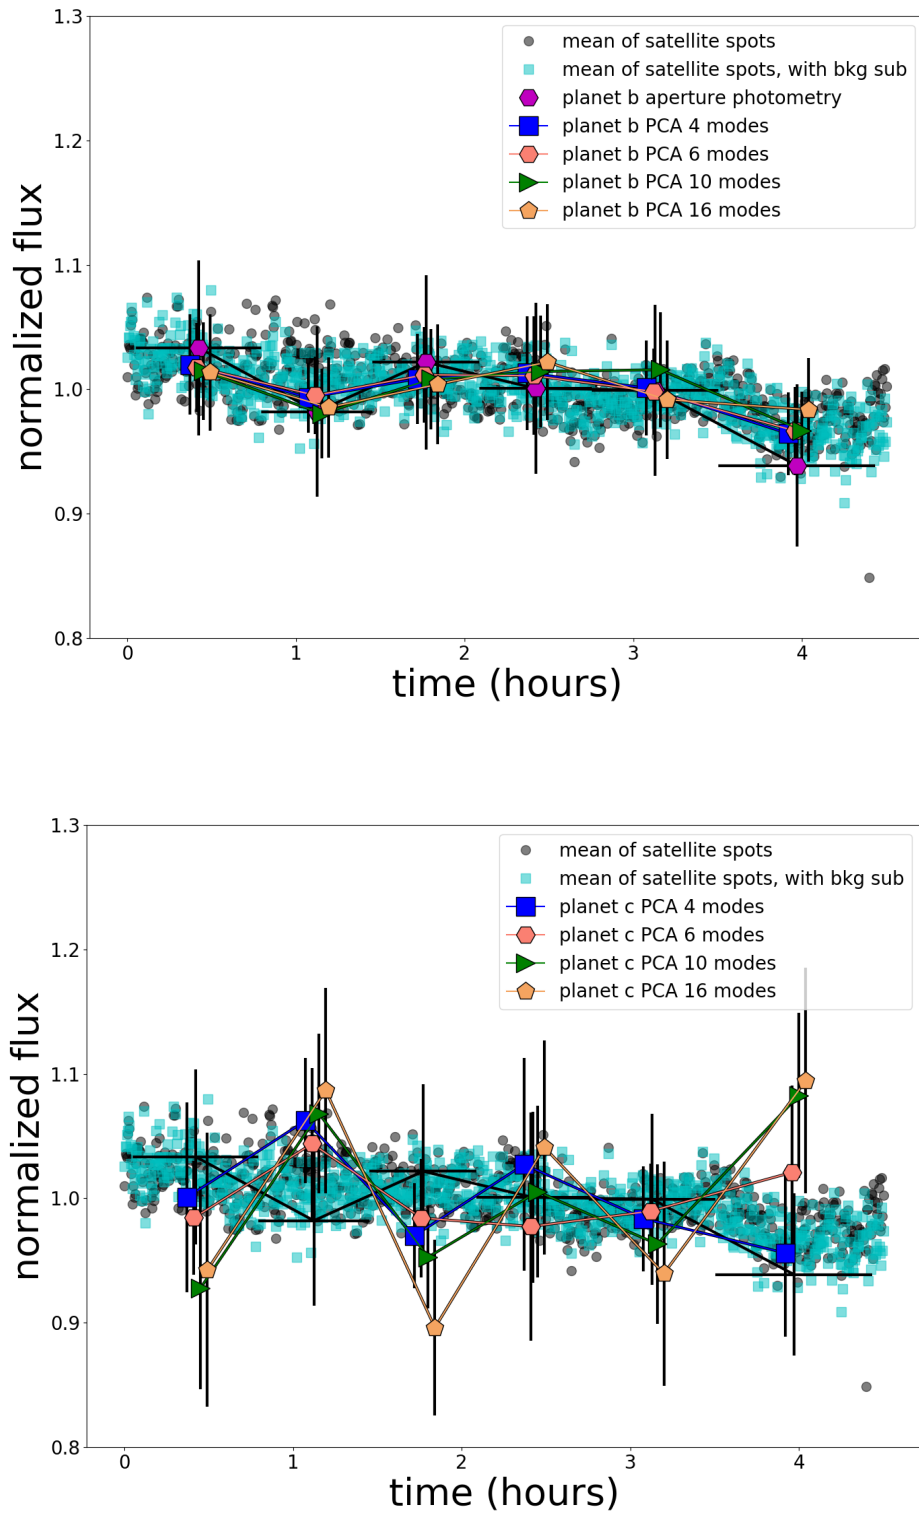 1.3
1.2
1.1
1.0
0.9
0.8
normalized flux
mean of satellite spots
mean of satellite spots, with bkg sub
planet b aperture photometry
planet b PCA 4 modes
planet b PCA 6 modes
planet b PCA 10 modes
planet b PCA 16 modes
0 1 2 3 4
time (hours)
1.3
1.2
1.1
1.0
0.9
0.8
normalized flux
mean of satellite spots
mean of satellite spots, with bkg sub
planet c PCA 4 modes
planet c PCA 6 modes
planet c PCA 10 modes
planet c PCA 16 modes
0 1 2 3 4
time (hours)